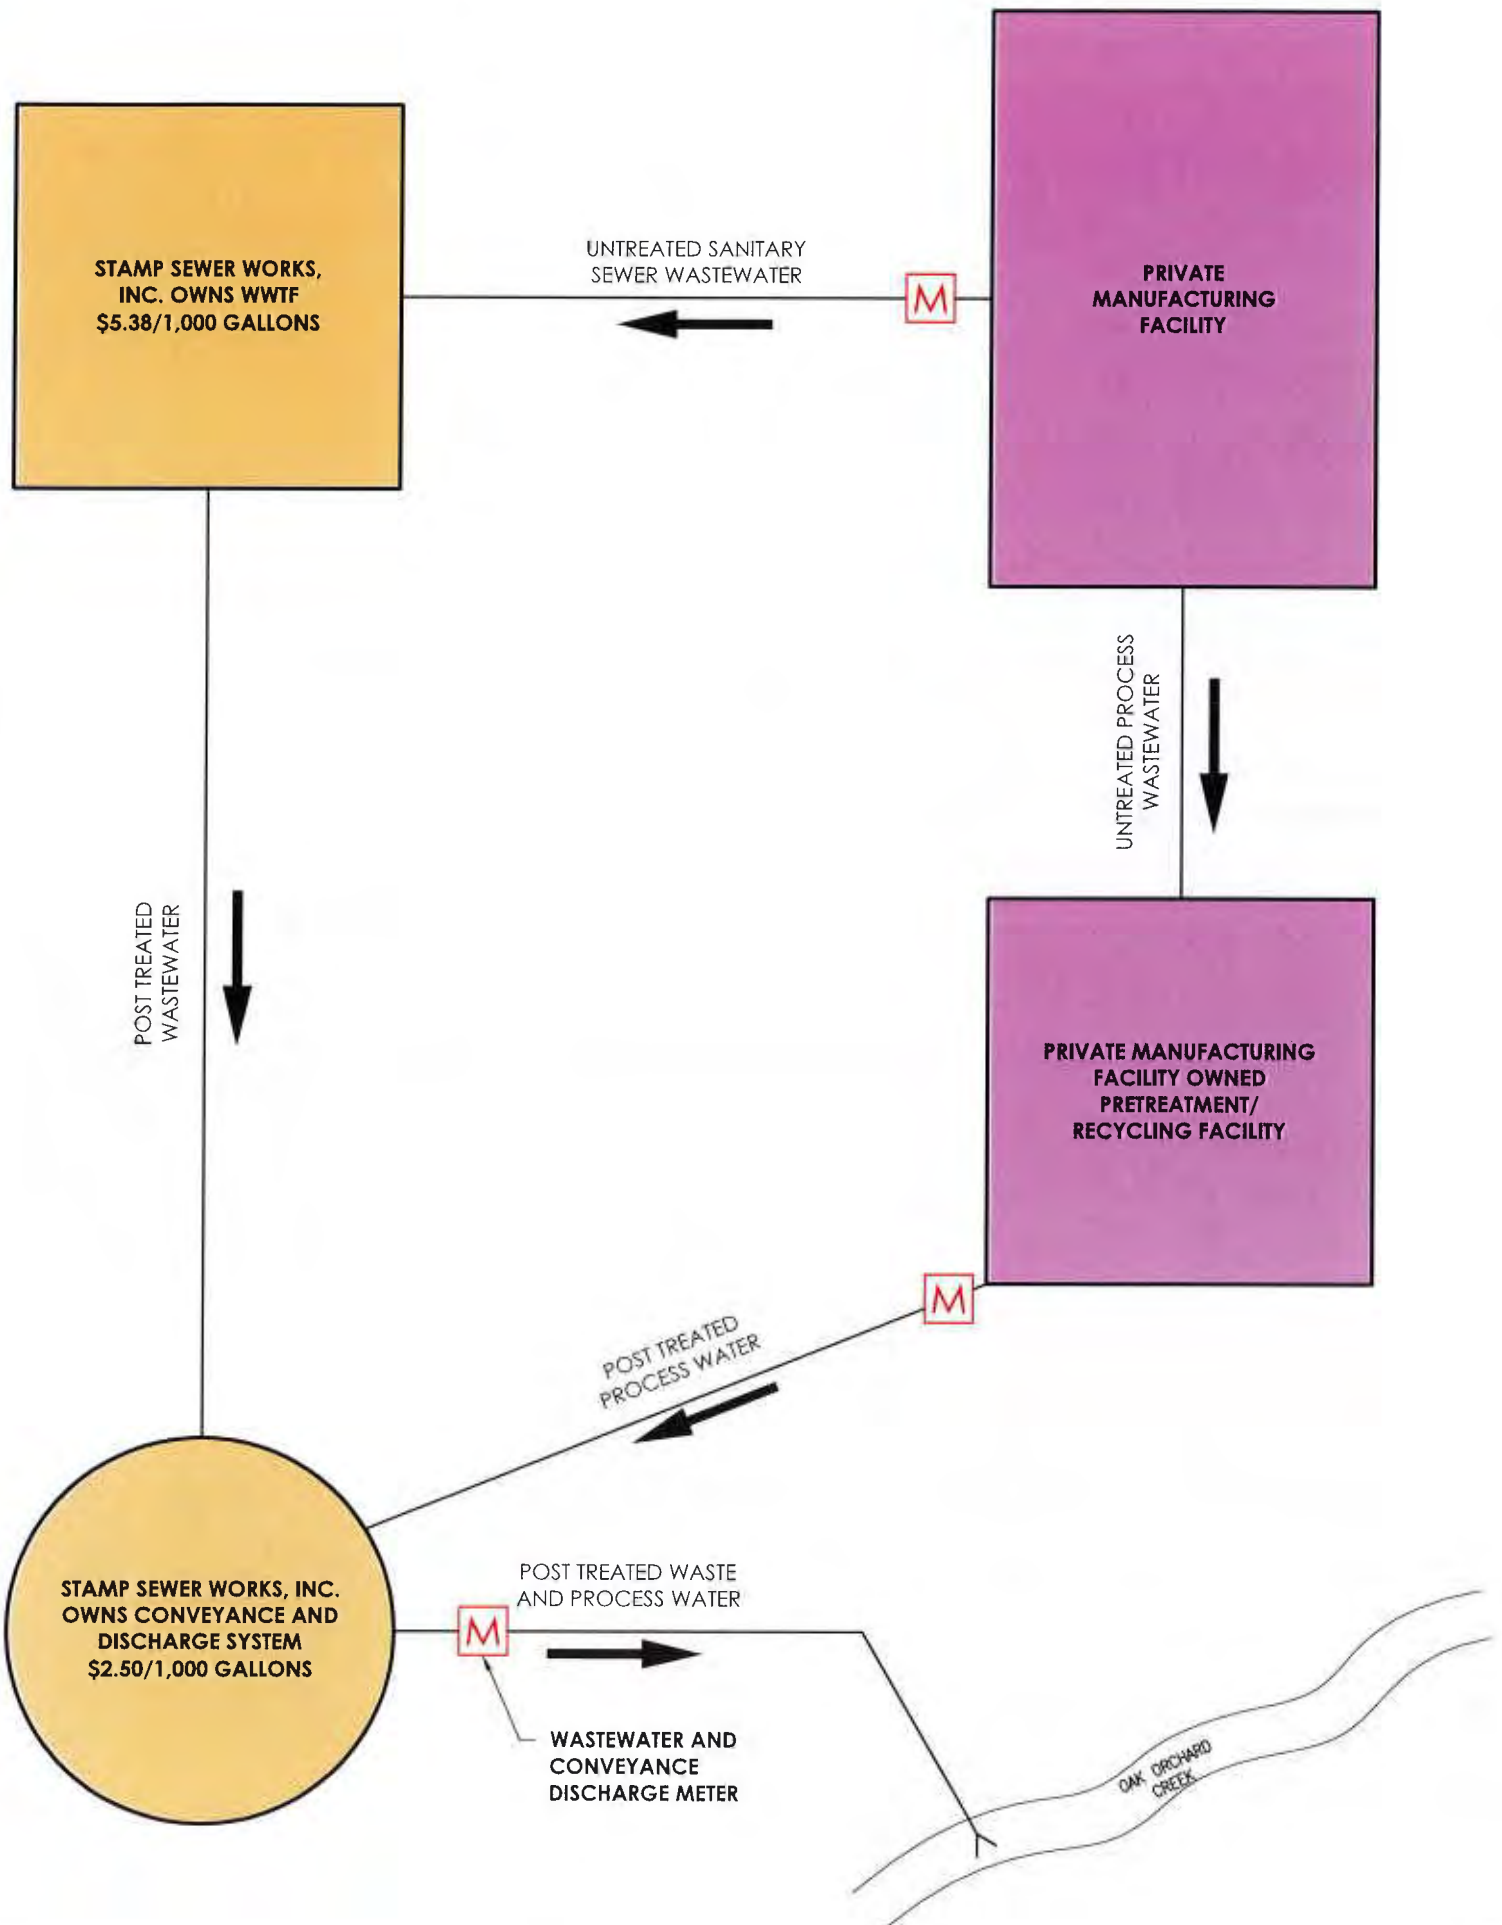 STAMP SEWER WORKS,
INC. OWNS WWTF
$5.38/1,000 GALLONS
UNTREATED SANITARY
SEWER WASTEWATER
M
PRIVATE
MANUFACTURING
FACILITY
UNTREATED PROCESS
WASTEWATER
POST TREATED
WASTEWATER
PRIVATE MANUFACTURING
FACILITY OWNED
PRETREATMENT/
RECYCLING FACILITY
M
POST TREATED
PROCESS WATER
STAMP SEWER WORKS, INC.
OWNS CONVEYANCE AND
DISCHARGE SYSTEM
$2.50/1,000 GALLONS
POST TREATED WASTE
AND PROCESS WATER
M
WASTEWATER AND
CONVEYANCE
DISCHARGE METER
OAK ORCHARD
CREEK